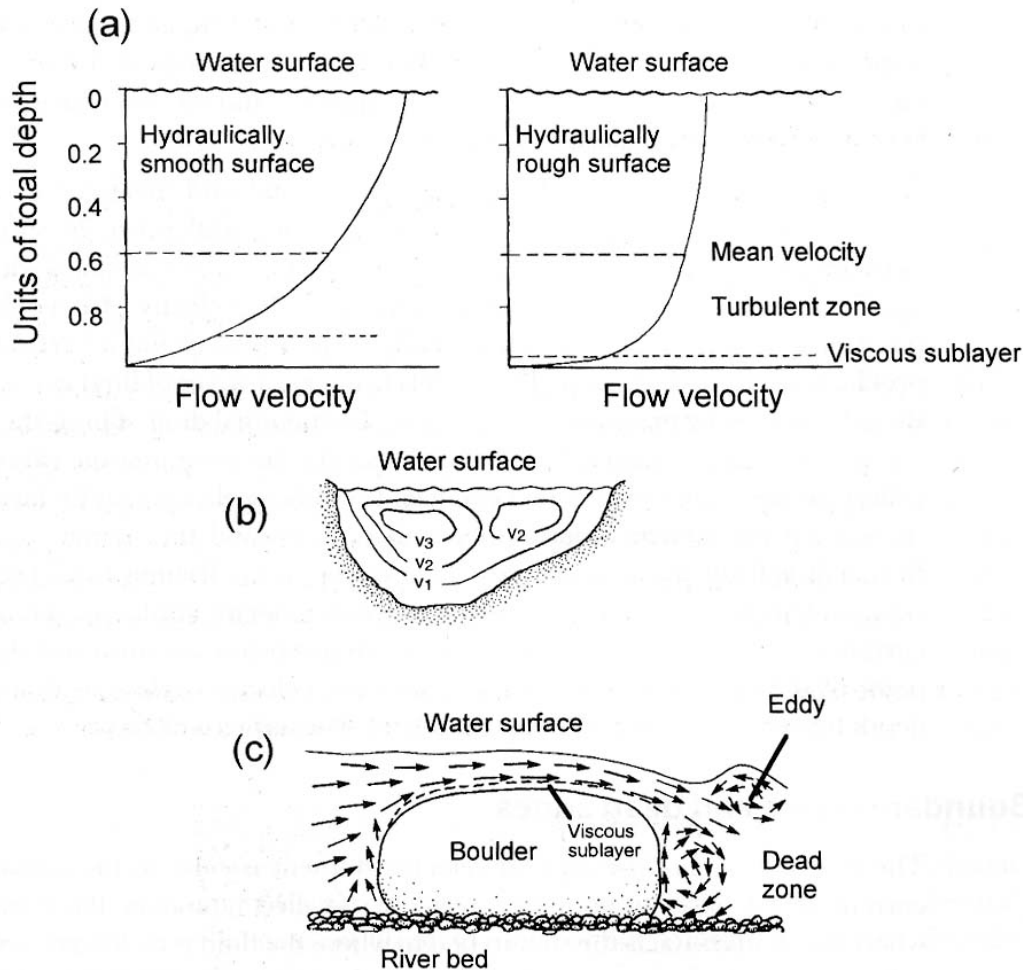 (a)
Water surface
Water surface
0
0.2
0.4
0.6
0.8
Units of total depth
Hydraulically
smooth surface
Hydraulically
rough surface
Mean velocity
Turbulent zone
Viscous sublayer
Flow velocity
Flow velocity
Water surface
(b)
v3
v2
v1
v2
(c)
Water surface
Eddy
Viscous
sublayer
Boulder
Dead
zone
River bed